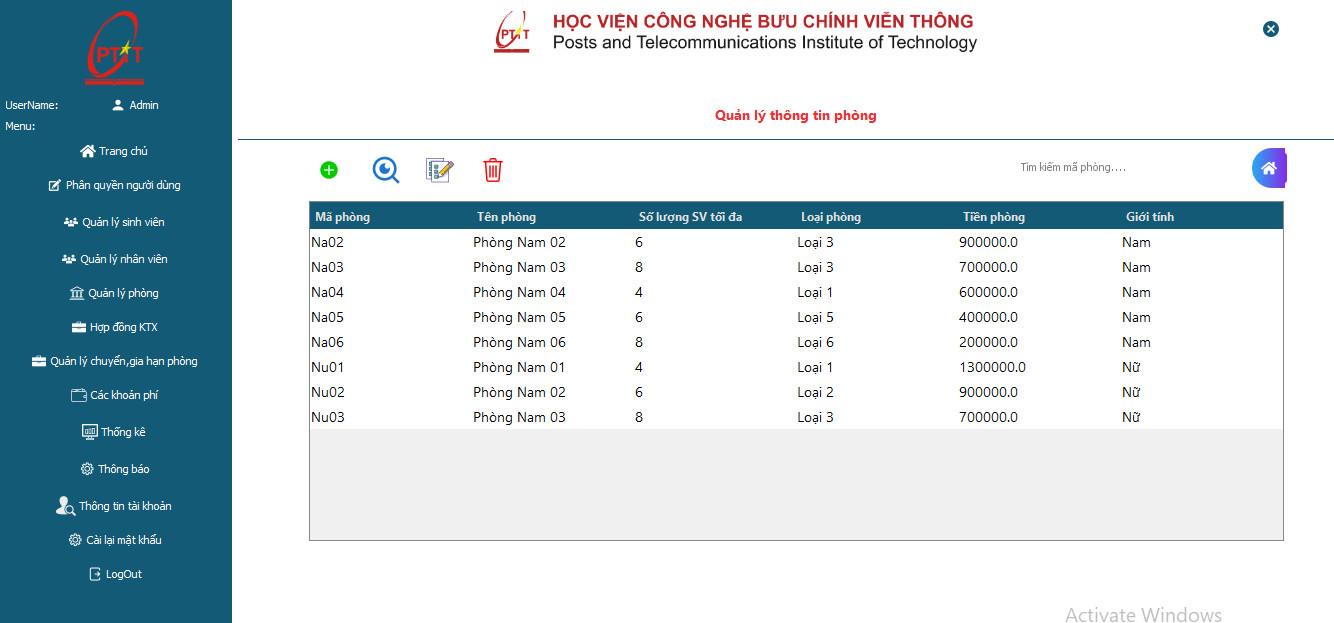 PTIT
UserName: Admin
Menu:
Trang chủ
Phân quyền người dùng
Quản lý sinh viên
Quản lý nhân viên
Quản lý phòng
Hợp đồng KTX
Quản lý chuyển,gia hạn phòng
Các khoản phí
Thống kê
Thông báo
Thông tin tài khoản
Cài lại mật khẩu
LogOut
PTIT
HỌC VIỆN CÔNG NGHỆ BƯU CHÍNH VIỄN THÔNG
Posts and Telecommunications Institute of Technology
Quản lý thông tin phòng
Tìm kiếm mã phòng....
Mã phòng Tên phòng Số lượng SV tối đa Loại phòng Tiền phòng Giới tính
Na02 Phòng Nam 02 6 Loại 3 900000.0 Nam
Na03 Phòng Nam 03 8 Loại 3 700000.0 Nam
Na04 Phòng Nam 04 4 Loại 1 600000.0 Nam
Na05 Phòng Nam 05 6 Loại 5 400000.0 Nam
Na06 Phòng Nam 06 8 Loại 6 200000.0 Nam
Nu01 Phòng Nam 01 4 Loại 1 1300000.0 Nữ
Nu02 Phòng Nam 02 6 Loại 2 900000.0 Nữ
Nu03 Phòng Nam 03 8 Loại 3 700000.0 Nữ
Activate Windows